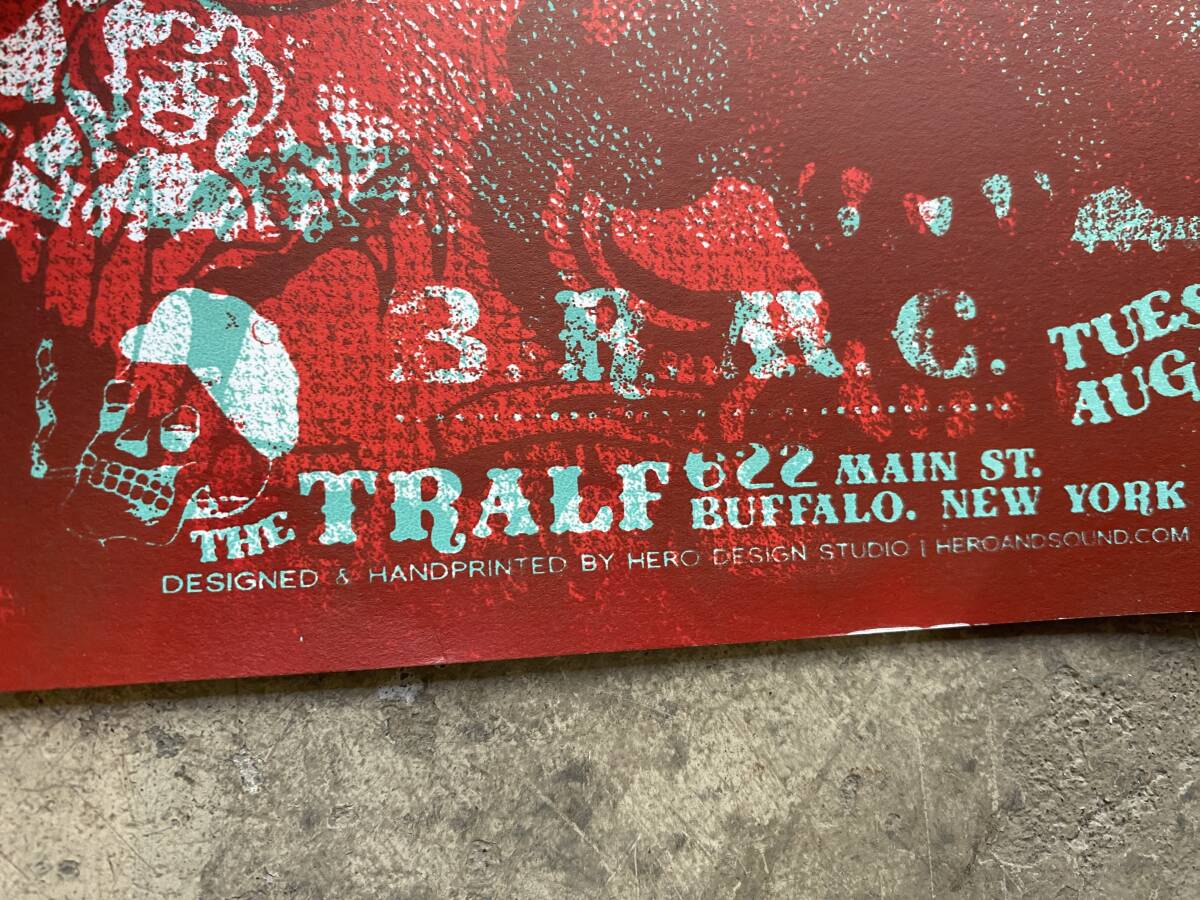 B.R.A.C.
TUES
AUG
THE TRALF 622 MAIN ST.
BUFFALO. NEW YORK
DESIGNED & HANDPRINTED BY HERO DESIGN STUDIO | HEROANDSOUND.COM